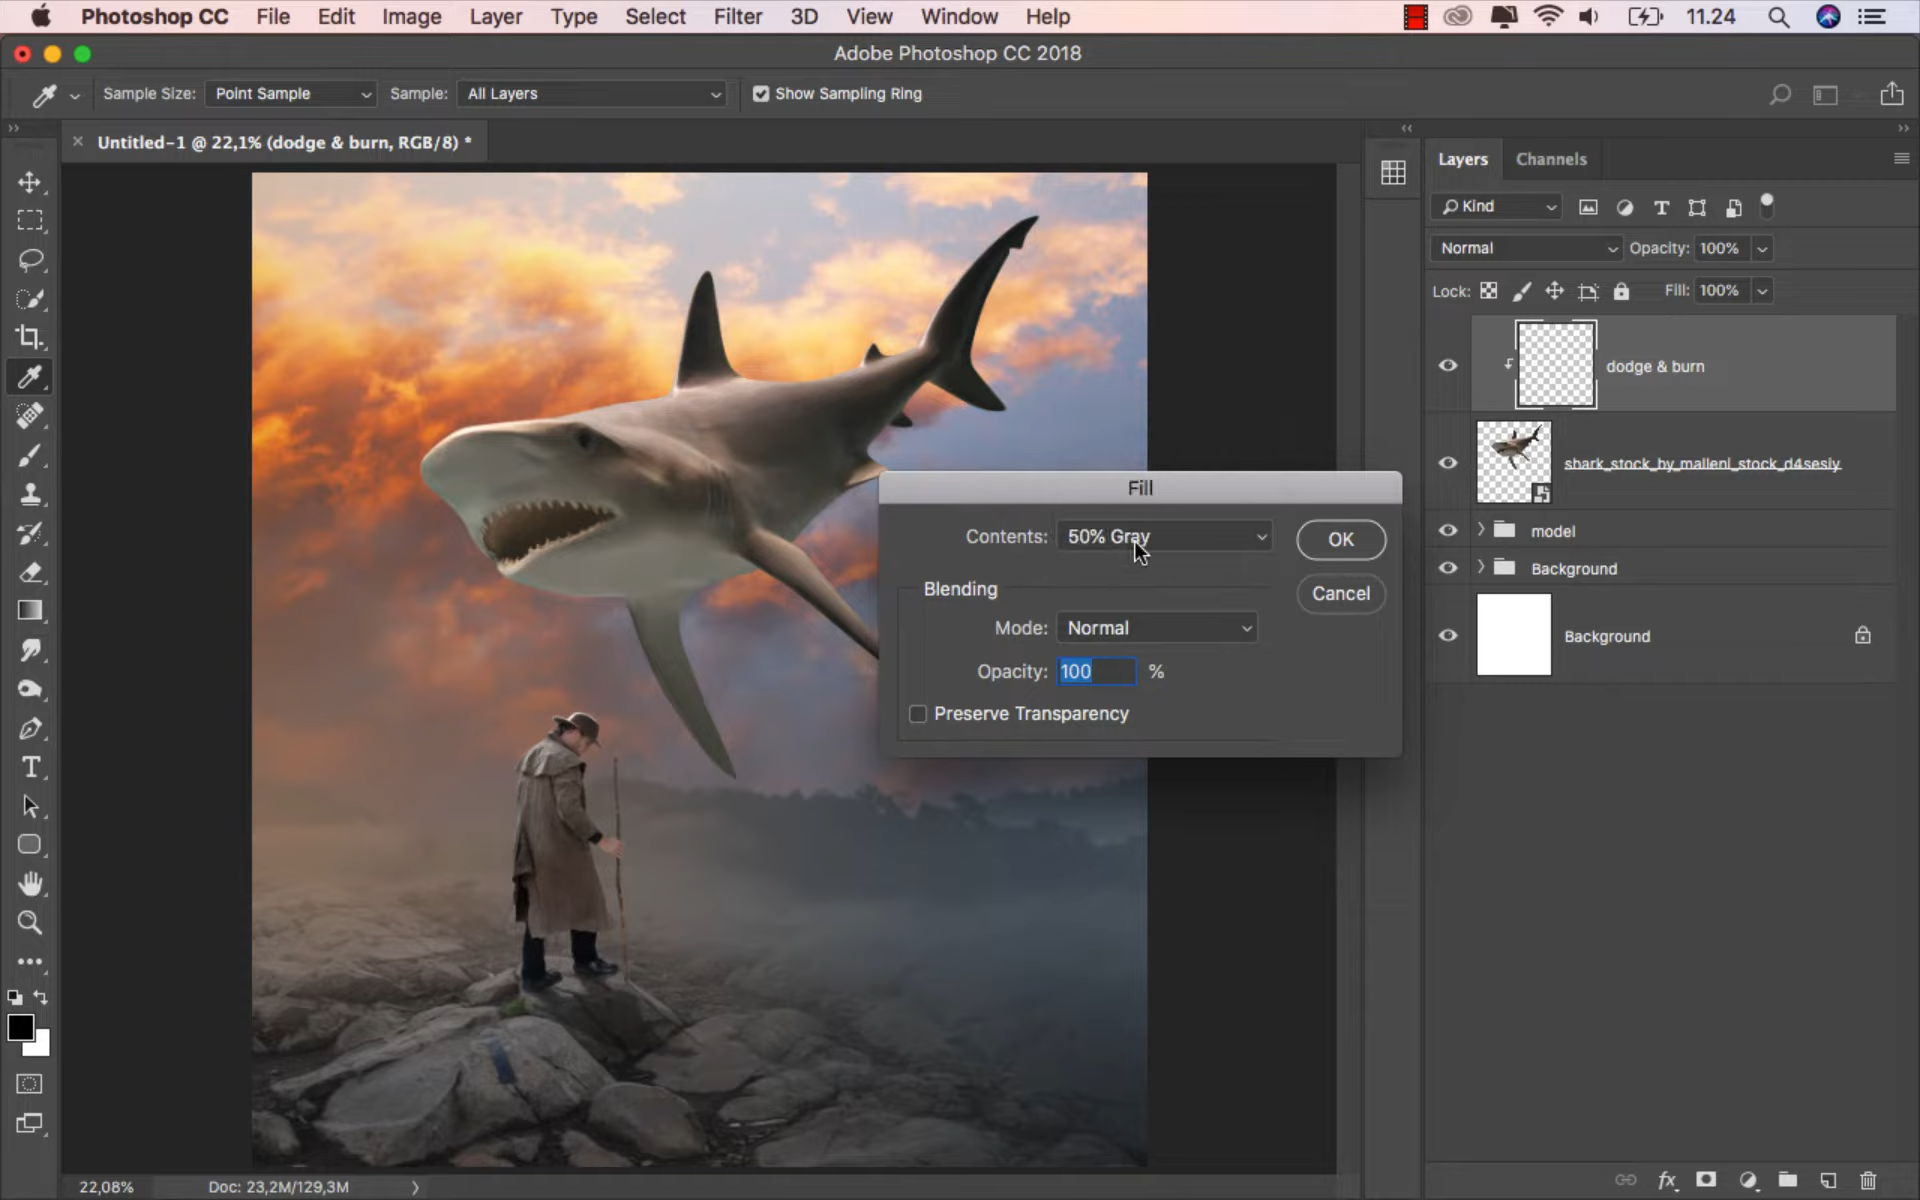 Photoshop CC File Edit Image Layer Type Select Filter 3D View Window Help 11.24
Adobe Photoshop CC 2018
Sample Size: Point Sample Sample: All Layers Show Sampling Ring
Untitled-1 @ 22,1% (dodge & burn, RGB/8) *
Layers Channels
Kind
Normal Opacity: 100%
Lock: Fill: 100%
dodge & burn
shark_stock_by_malleni_stock_d4sesiy
model
Background
Background
Fill
Contents: 50% Gray OK
Blending Cancel
Mode: Normal
Opacity: 100 %
Preserve Transparency
22,08% Doc: 23,2M/129,3M